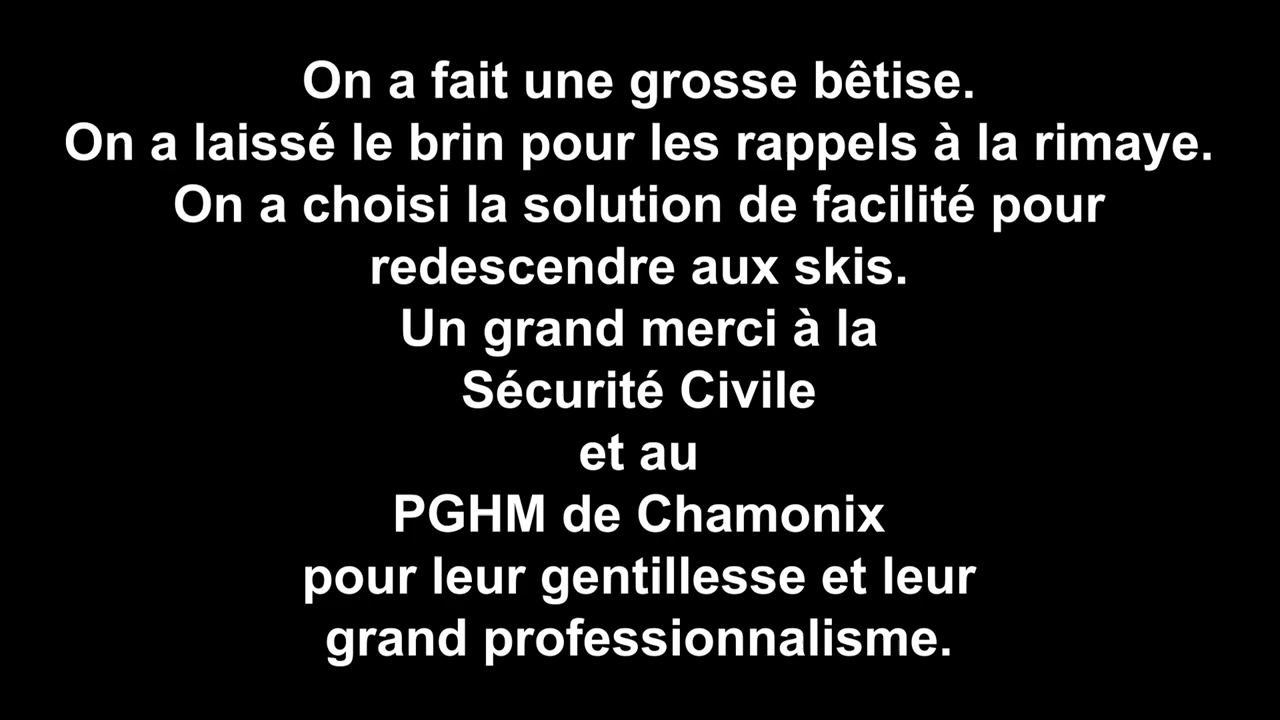 On a fait une grosse bêtise.
On a laissé le brin pour les rappels à la rimaye.
On a choisi la solution de facilité pour
redescendre aux skis.
Un grand merci à la
Sécurité Civile
et au
PGHM de Chamonix
pour leur gentillesse et leur
grand professionnalisme.